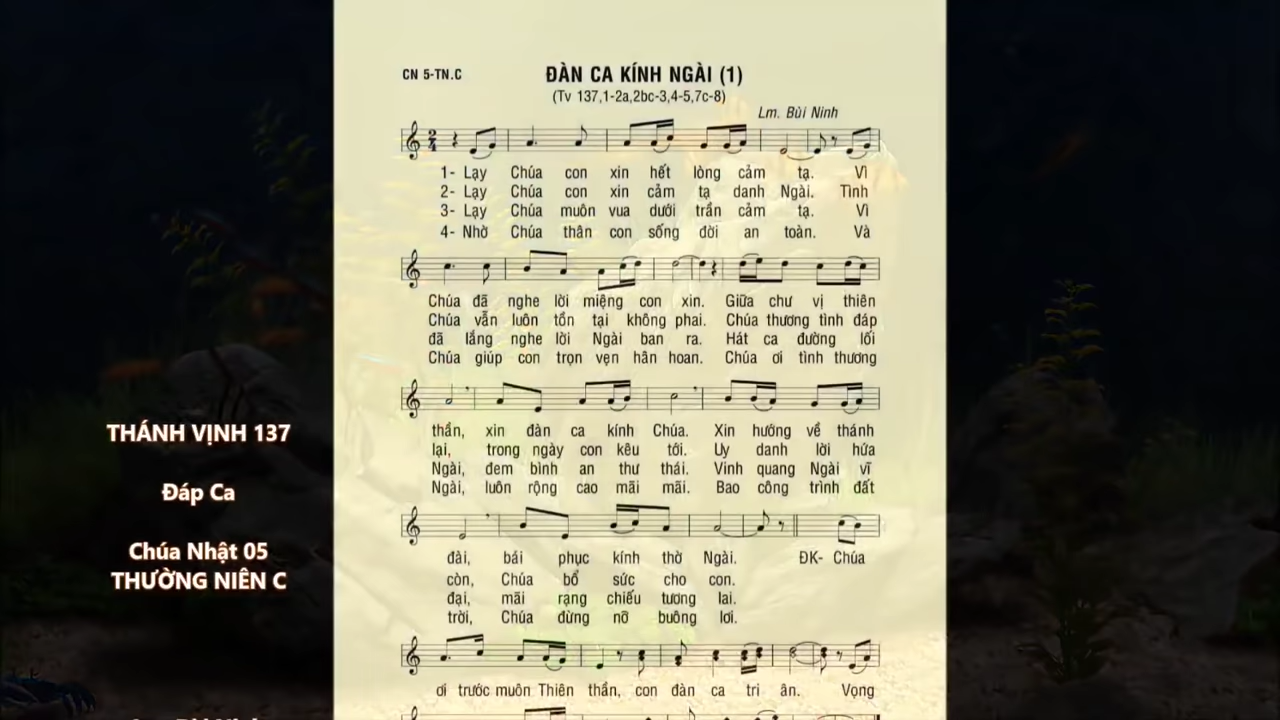 CN 5-TN.C
ĐÀN CA KÍNH NGÀI (1)
(Tv 137,1-2a,2bc-3,4-5,7c-8)
Lm. Bùi Ninh
2
4
1- Lạy Chúa con xin hết lòng cảm tạ. Vì
2- Lạy Chúa con xin cảm tạ danh Ngài. Tình
3- Lạy Chúa muôn vua dưới trần cảm tạ. Vì
4- Nhờ Chúa thân con sống đời an toàn. Và
Chúa đã nghe lời miệng con xin. Giữa chư vị thiên
Chúa vẫn luôn tồn tại không phai. Chúa thương tình đáp
đã lắng nghe lời Ngài ban ra. Hát ca đường lối
Chúa giúp con trọn vẹn hân hoan. Chúa ơi tình thương
thần, xin đàn ca kính Chúa. Xin hướng về thánh
lại, trong ngày con kêu tới. Uy danh lời hứa
Ngài, đem bình an thư thái. Vinh quang Ngài vĩ
Ngài, luôn rộng cao mãi mãi. Bao công trình đất
đài, bái phục kính thờ Ngài. ĐK- Chúa
còn, Chúa bổ sức cho con.
đại, mãi rạng chiếu tương lai.
trời, Chúa đừng nỡ buông lơi.
ơi trước muôn Thiên thần, con đàn ca tri ân. Vọng
THÁNH VỊNH 137
Đáp Ca
Chúa Nhật 05
THƯỜNG NIÊN C